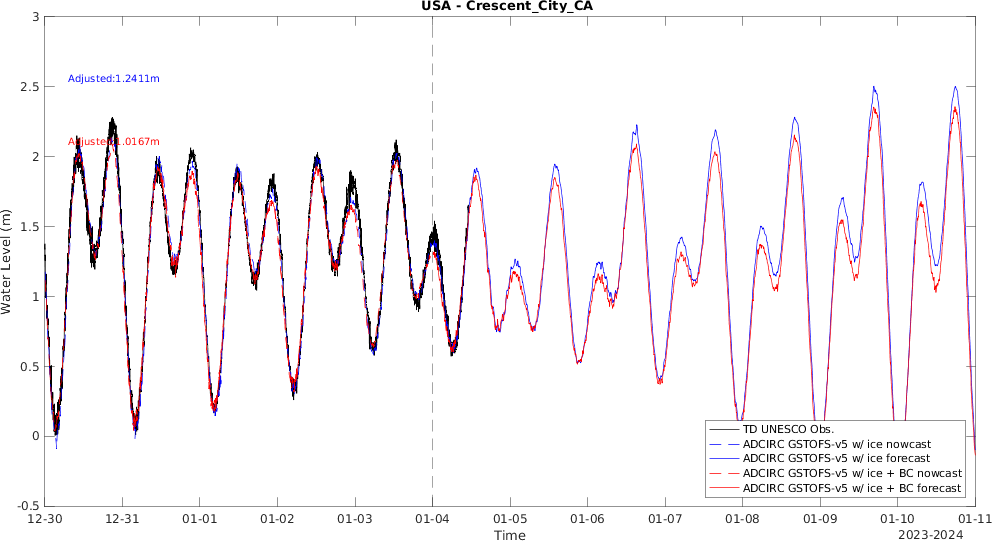 USA - Crescent_City_CA
3
2.5
2
1.5
1
0.5
0
-0.5
Water Level (m)
Adjusted:1.2411m
Adjusted:1.0167m
TD UNESCO Obs.
ADCIRC GSTOFS-v5 w/ ice nowcast
ADCIRC GSTOFS-v5 w/ ice forecast
ADCIRC GSTOFS-v5 w/ ice + BC nowcast
ADCIRC GSTOFS-v5 w/ ice + BC forecast
12-30 12-31 01-01 01-02 01-03 01-04 01-05 01-06 01-07 01-08 01-09 01-10 01-11
Time
2023-2024